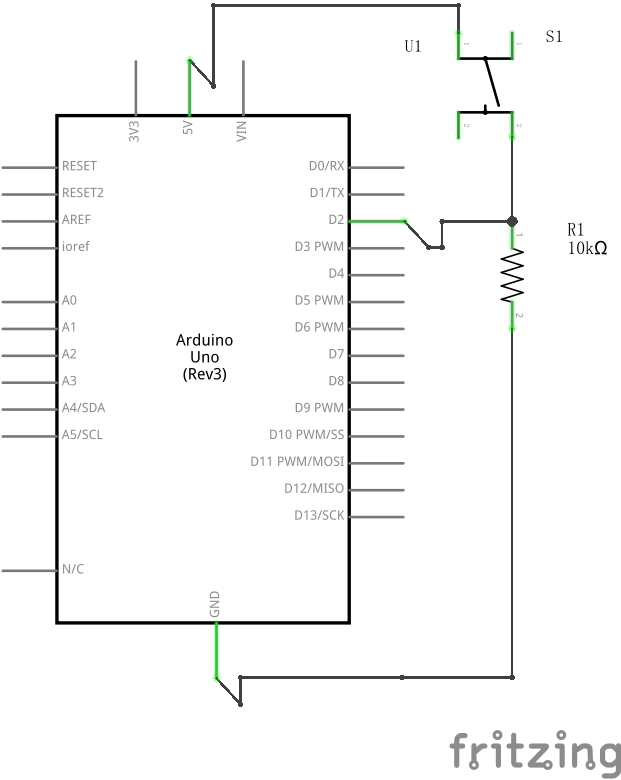 U1
S1
1
1
2
2
3V3
5V
VIN
RESET
RESET2
AREF
ioref
A0
A1
A2
A3
A4/SDA
A5/SCL
N/C
Arduino
Uno
(Rev3)
D0/RX
D1/TX
D2
D3 PWM
D4
D5 PWM
D6 PWM
D7
D8
D9 PWM
D10 PWM/SS
D11 PWM/MOSI
D12/MISO
D13/SCK
GND
1
R1
10kΩ
2
fritzing